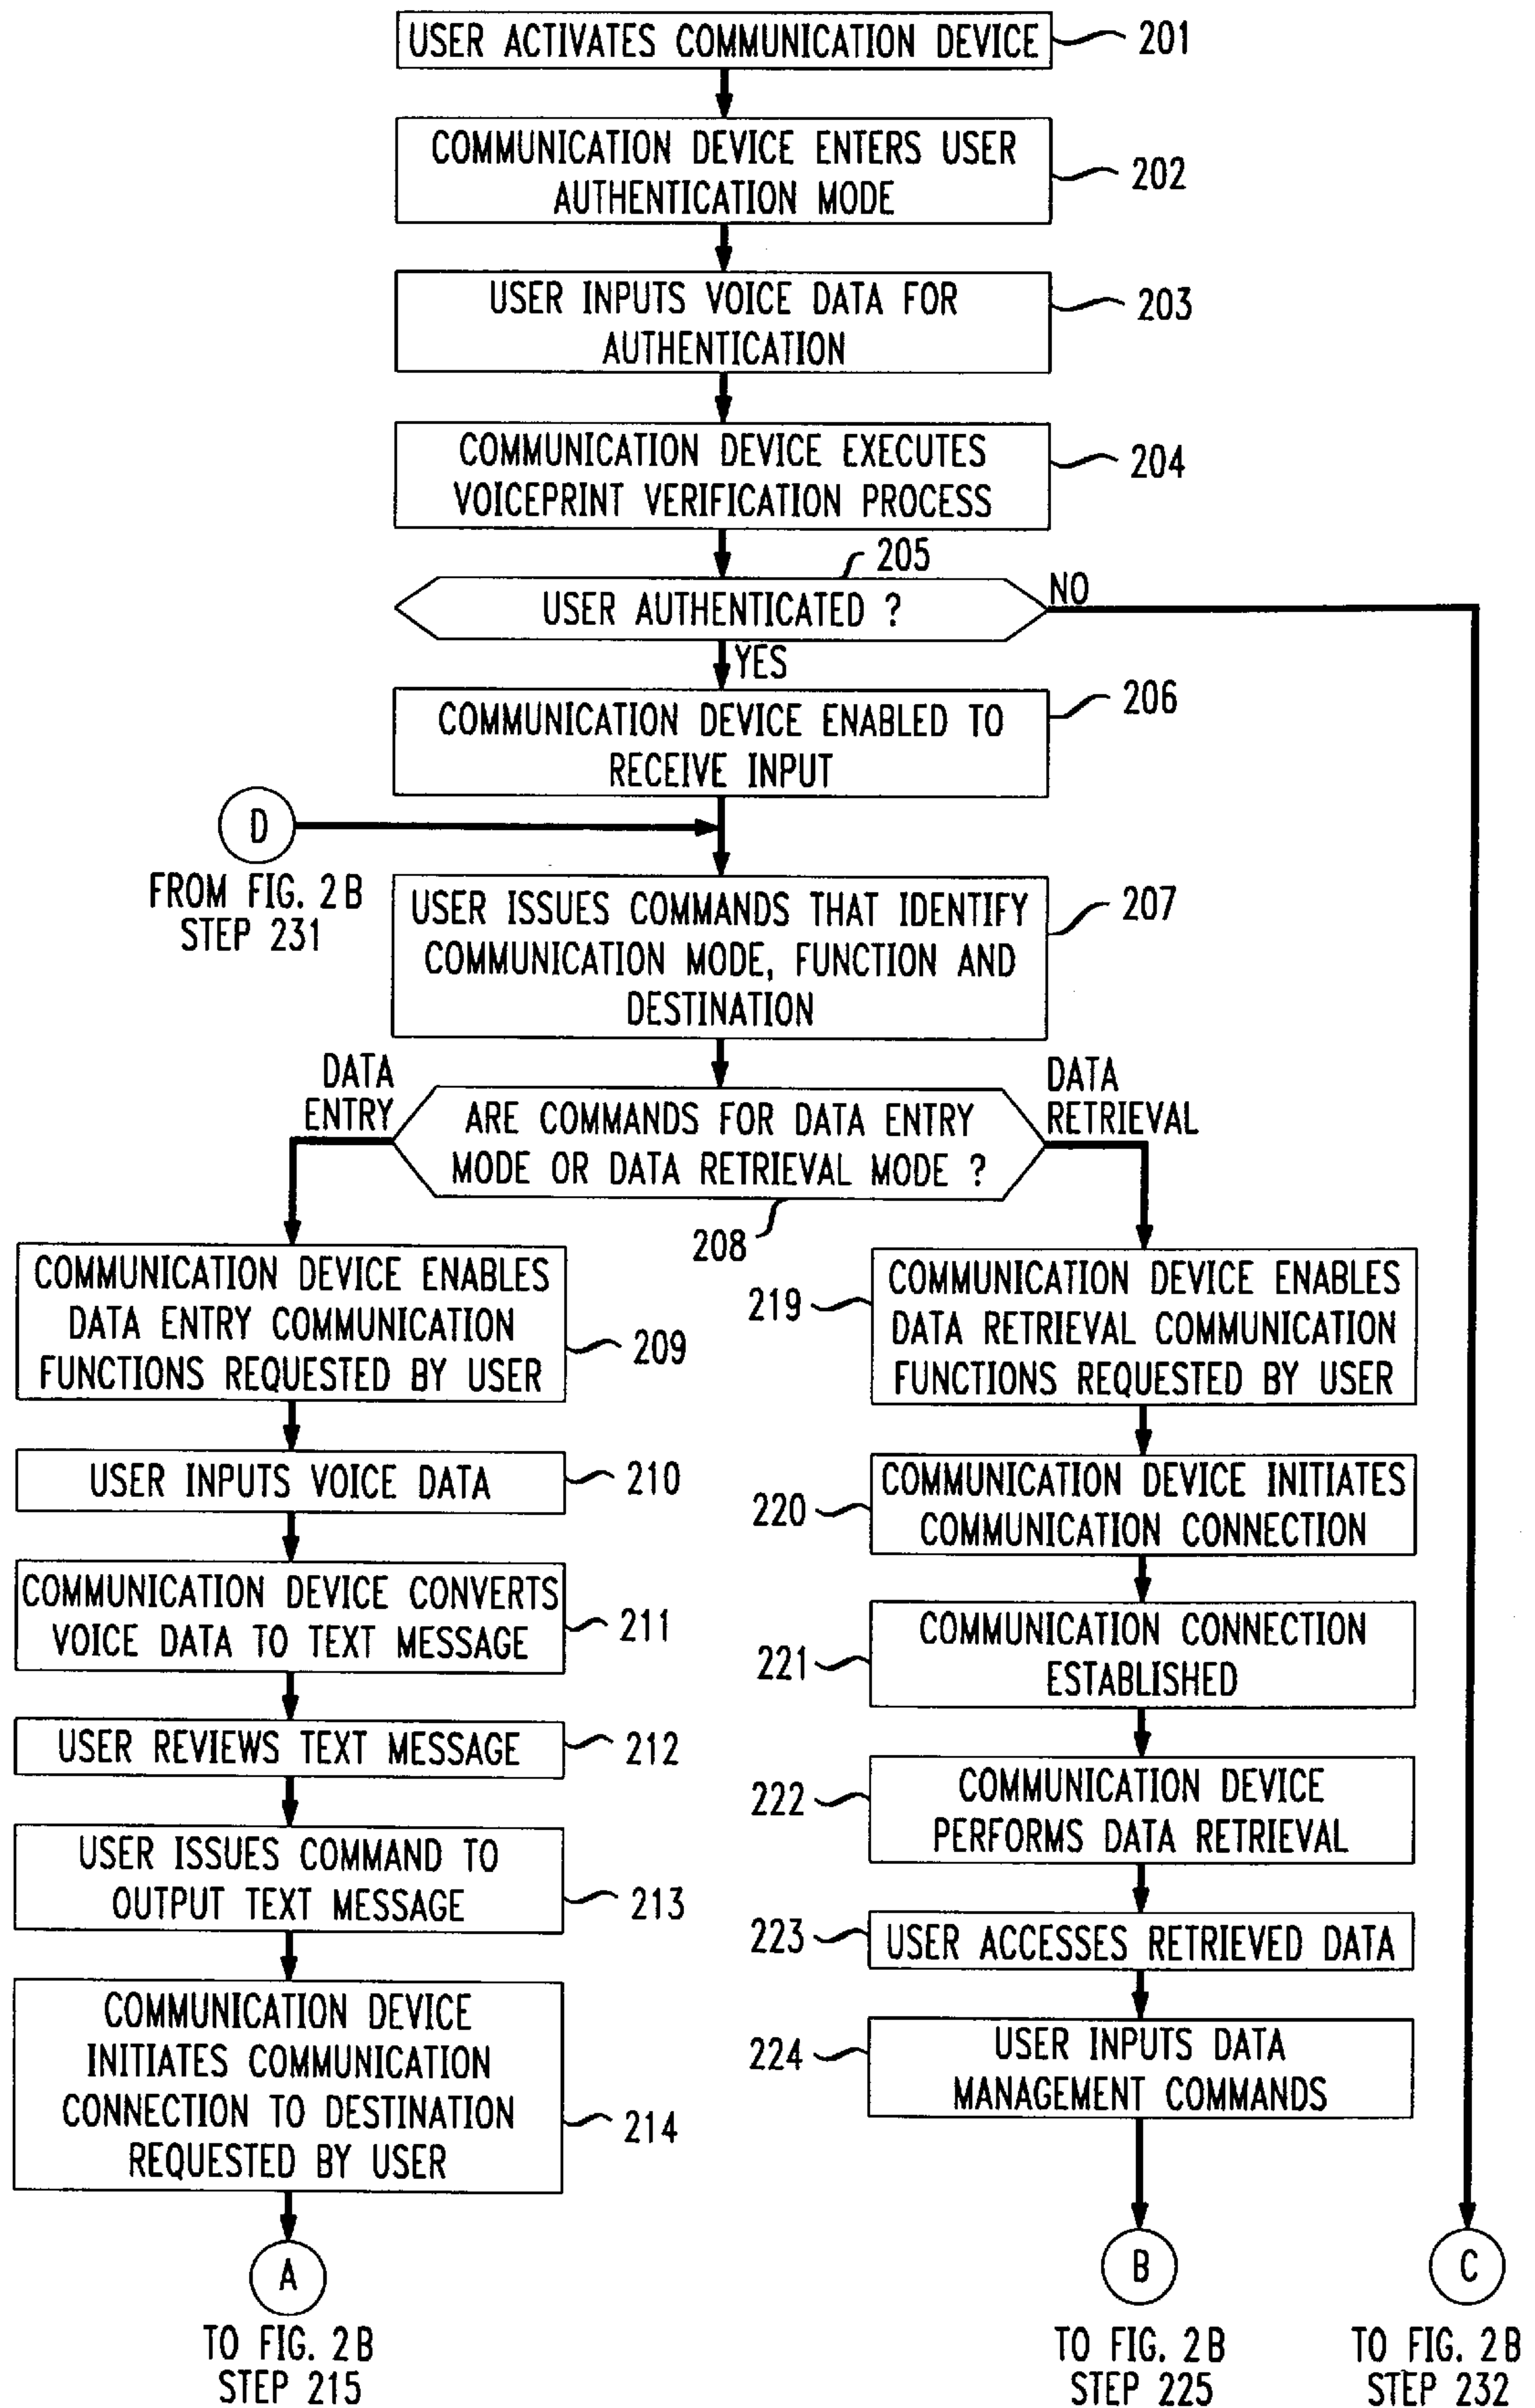 USER ACTIVATES COMMUNICATION DEVICE
201
COMMUNICATION DEVICE ENTERS USER
AUTHENTICATION MODE
202
USER INPUTS VOICE DATA FOR
AUTHENTICATION
203
COMMUNICATION DEVICE EXECUTES
VOICEPRINT VERIFICATION PROCESS
204
205
USER AUTHENTICATED ?
NO
YES
COMMUNICATION DEVICE ENABLED TO
RECEIVE INPUT
206
D
FROM FIG. 2B
STEP 231
USER ISSUES COMMANDS THAT IDENTIFY
COMMUNICATION MODE, FUNCTION AND
DESTINATION
207
DATA
ENTRY
ARE COMMANDS FOR DATA ENTRY
MODE OR DATA RETRIEVAL MODE ?
DATA
RETRIEVAL
208
COMMUNICATION DEVICE ENABLES
DATA ENTRY COMMUNICATION
FUNCTIONS REQUESTED BY USER
209
USER INPUTS VOICE DATA
210
COMMUNICATION DEVICE CONVERTS
VOICE DATA TO TEXT MESSAGE
211
USER REVIEWS TEXT MESSAGE
212
USER ISSUES COMMAND TO
OUTPUT TEXT MESSAGE
213
COMMUNICATION DEVICE
INITIATES COMMUNICATION
CONNECTION TO DESTINATION
REQUESTED BY USER
214
A
TO FIG. 2B
STEP 215
219
COMMUNICATION DEVICE ENABLES
DATA RETRIEVAL COMMUNICATION
FUNCTIONS REQUESTED BY USER
220
COMMUNICATION DEVICE INITIATES
COMMUNICATION CONNECTION
221
COMMUNICATION CONNECTION
ESTABLISHED
222
COMMUNICATION DEVICE
PERFORMS DATA RETRIEVAL
223
USER ACCESSES RETRIEVED DATA
224
USER INPUTS DATA
MANAGEMENT COMMANDS
B
TO FIG. 2B
STEP 225
C
TO FIG. 2B
STEP 232